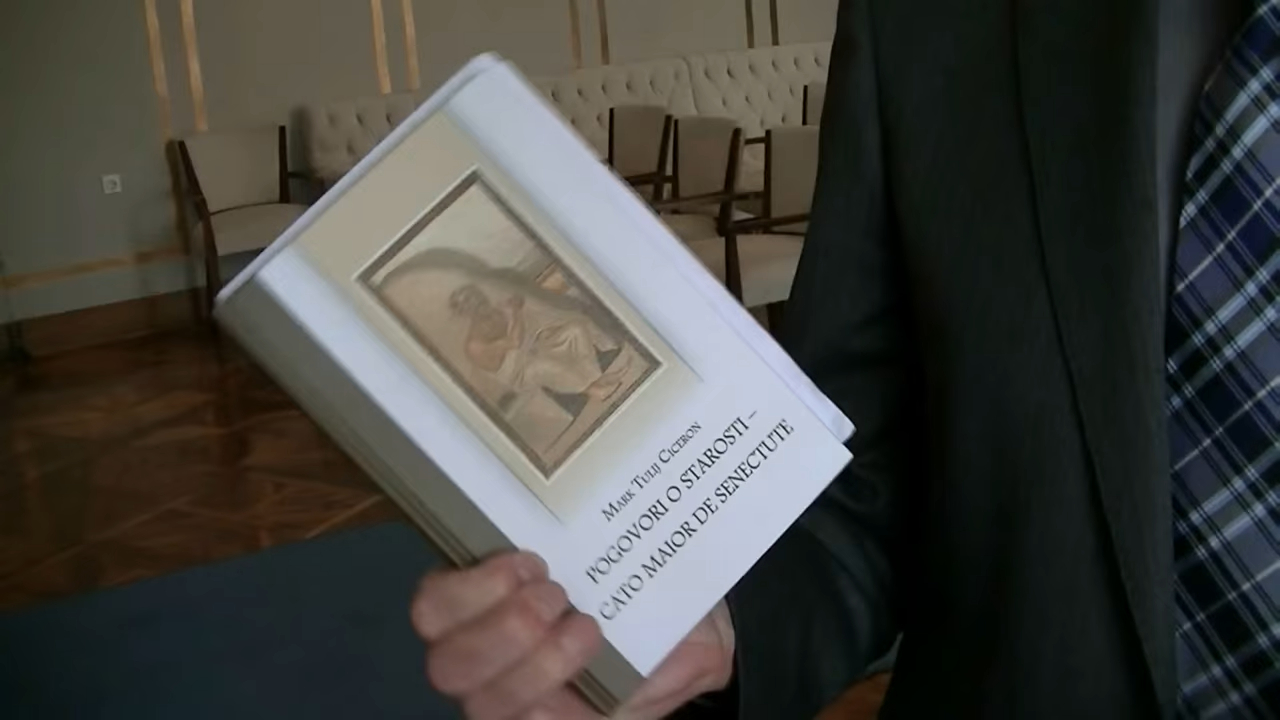 MARK TULIJ CICERON
POGOVORI O STAROSTI –
CATO MAIOR DE SENECTUTE